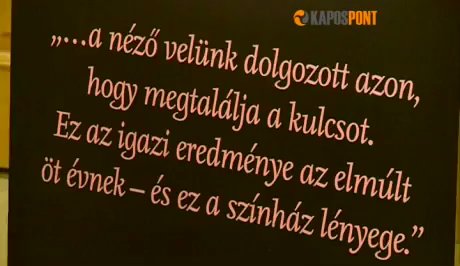 KAPOSPONT
„...a néző velünk dolgozott azon,
hogy megtalálja a kulcsot.
Ez az igazi eredménye az elmúlt
öt évnek – és ez a színház lényege.”